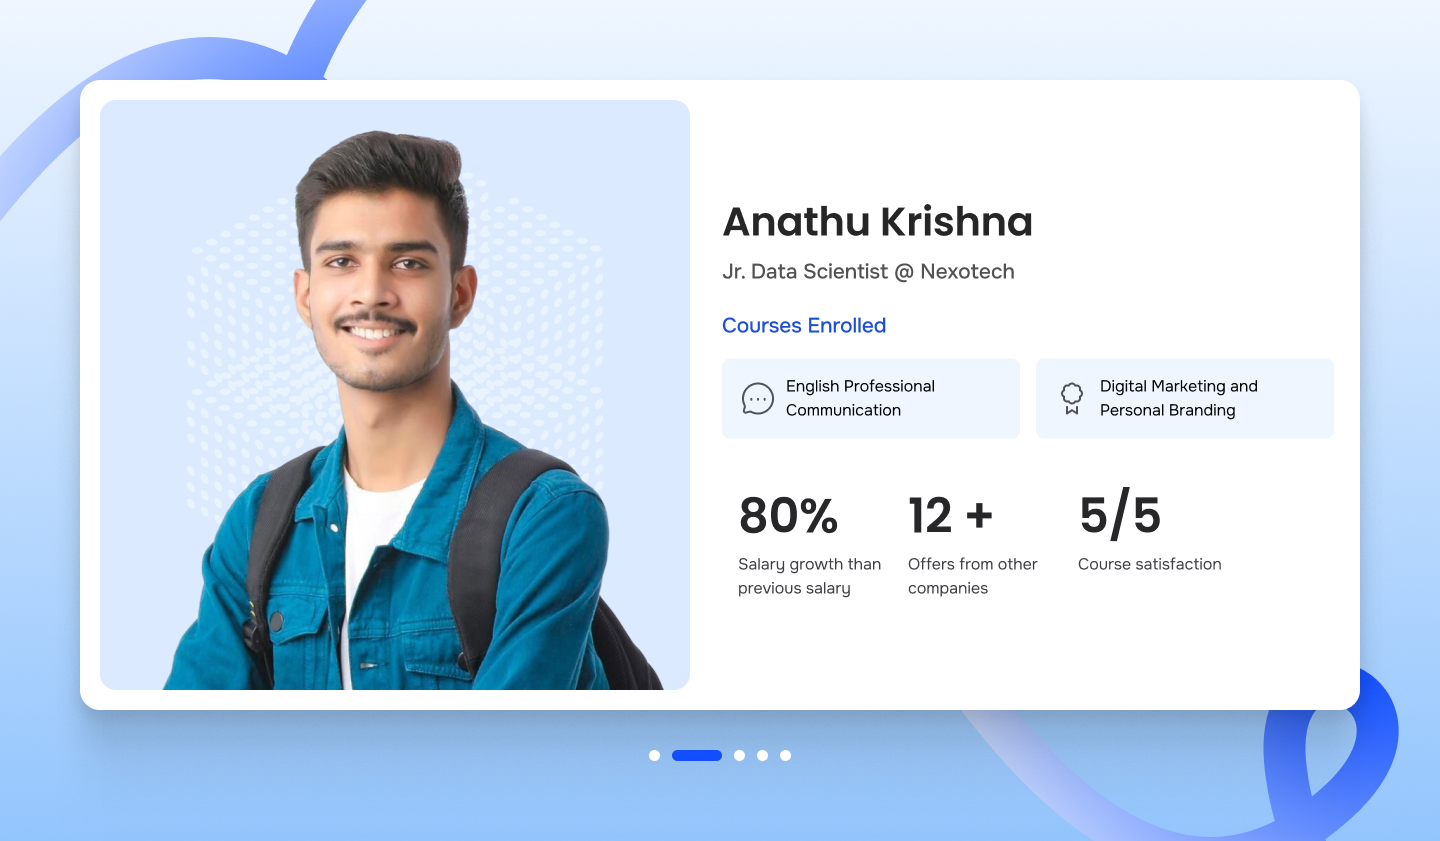 Anathu Krishna
Jr. Data Scientist @ Nexotech
Courses Enrolled
English Professional
Communication
Digital Marketing and
Personal Branding
80%
Salary growth than
previous salary
12 +
Offers from other
companies
5/5
Course satisfaction